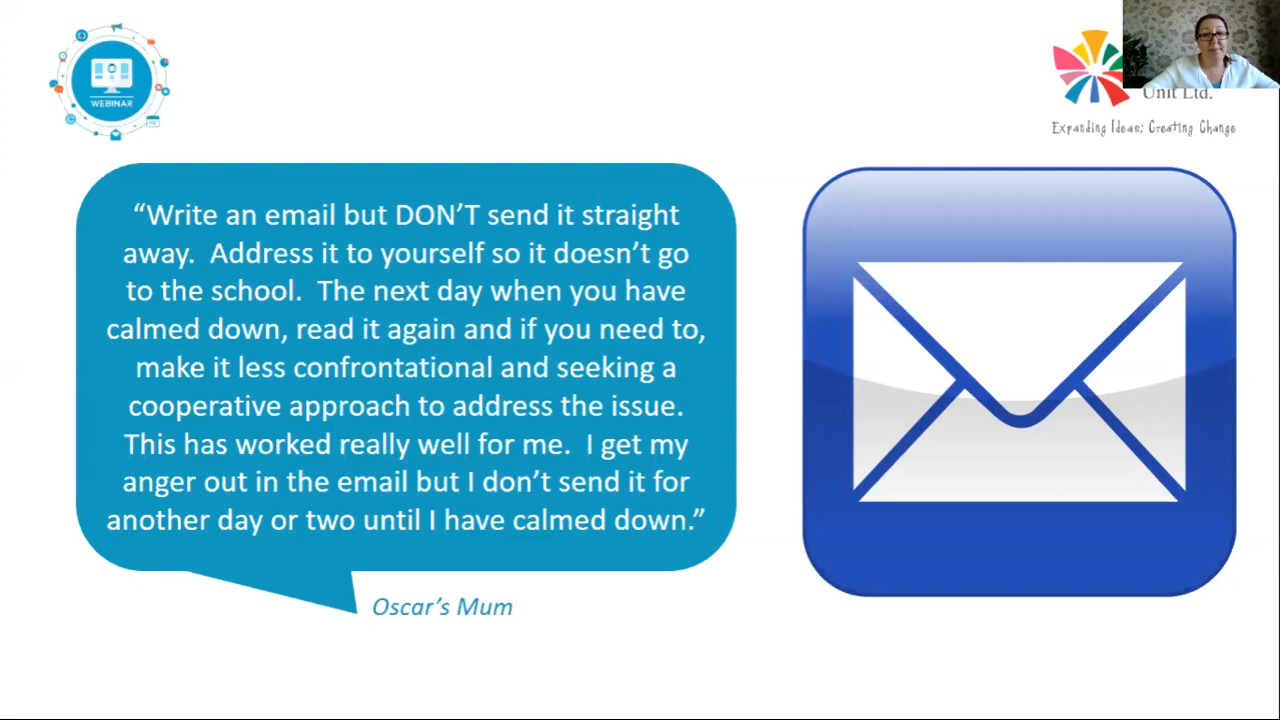 WEBINAR
Unit Ltd.
Expanding Ideas; Creating Change
“Write an email but DON’T send it straight
away.  Address it to yourself so it doesn’t go
to the school.  The next day when you have
calmed down, read it again and if you need to,
make it less confrontational and seeking a
cooperative approach to address the issue.
This has worked really well for me.  I get my
anger out in the email but I don’t send it for
another day or two until I have calmed down.”
Oscar’s Mum